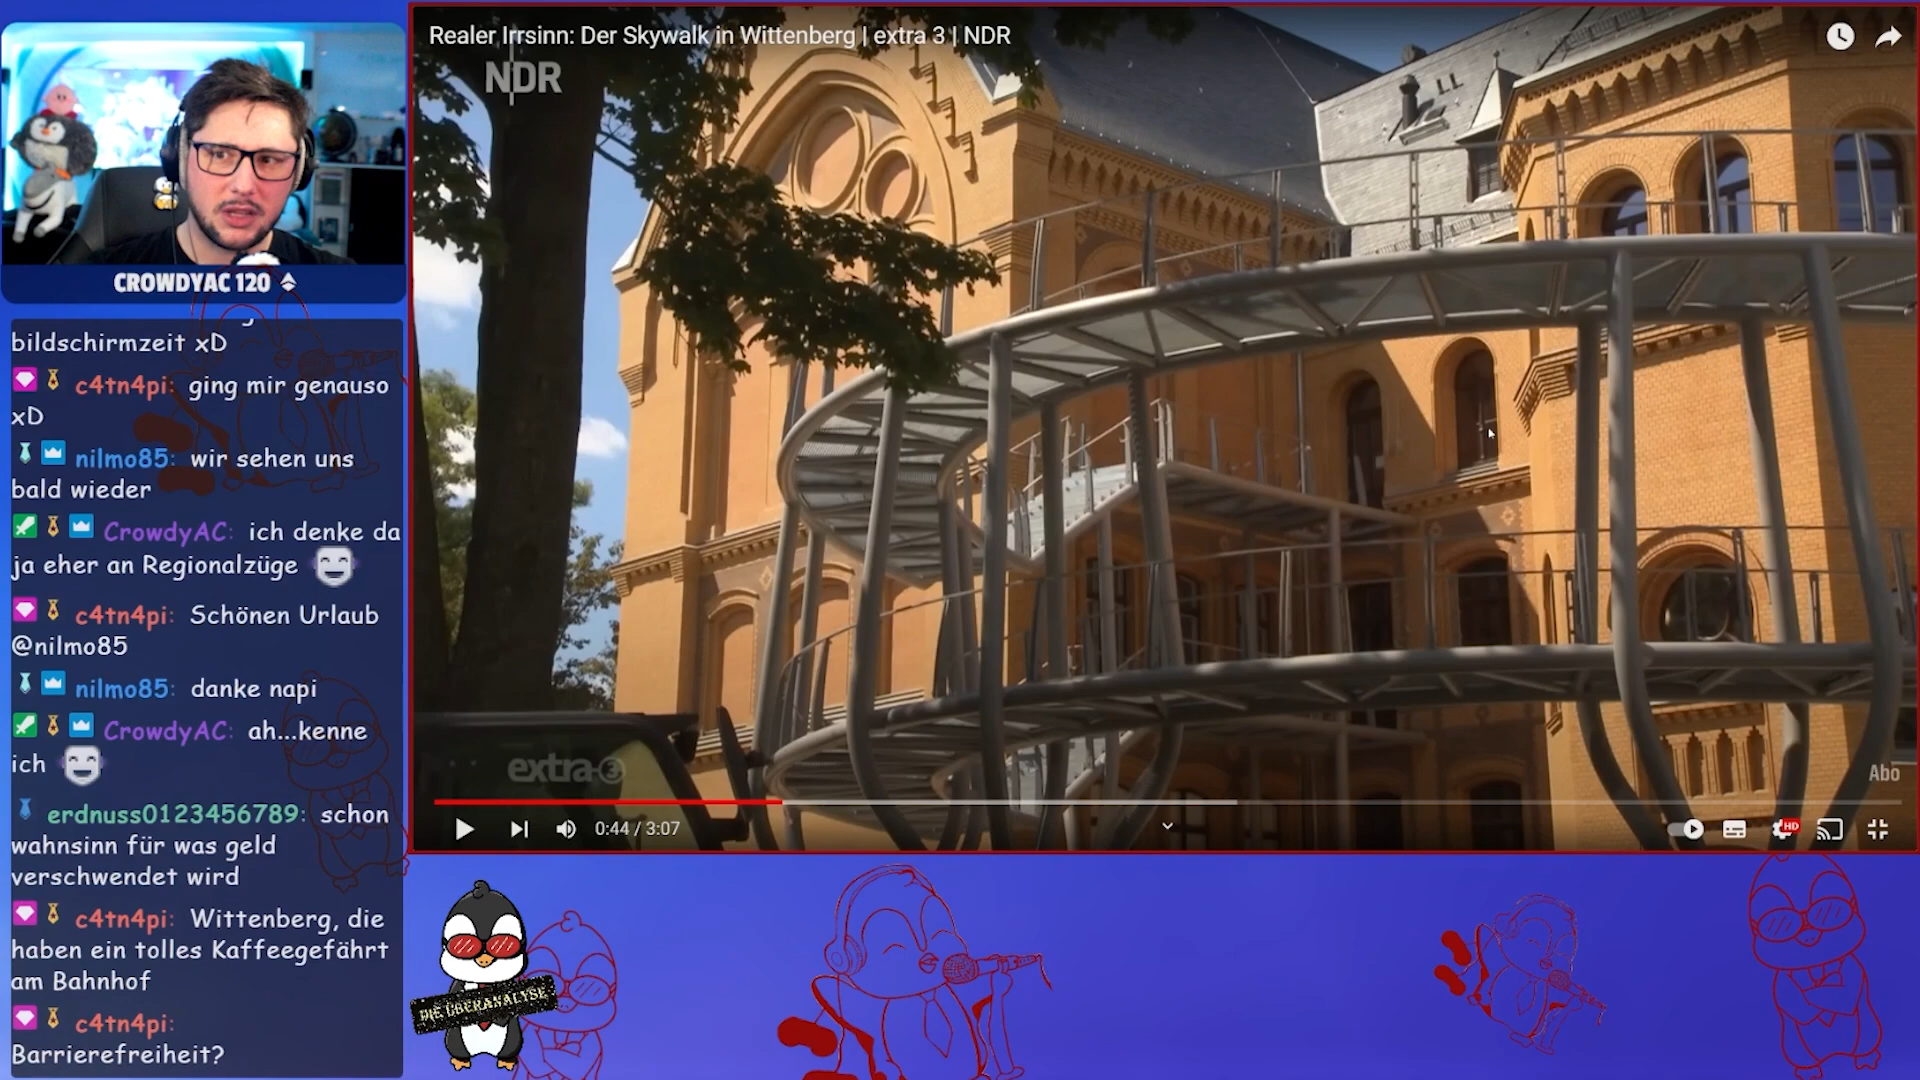 Realer Irrsinn: Der Skywalk in Wittenberg | extra 3 | NDR
NDR
CROWDYAC 120
bildschirmzeit xD
c4tn4pi: ging mir genauso
xD
nilmo85: wir sehen uns
bald wieder
CrowdyAC: ich denke da
ja eher an Regionalzüge
c4tn4pi: Schönen Urlaub
@nilmo85
nilmo85: danke napi
CrowdyAC: ah...kenne
ich
erdnuss0123456789: schon
wahnsinn für was geld
verschwendet wird
c4tn4pi: Wittenberg, die
haben ein tolles Kaffeegefährt
am Bahnhof
c4tn4pi:
Barrierefreiheit?
extra 3
Abo
0:44 / 3:07
HD
DIE ÜBERANALYSE